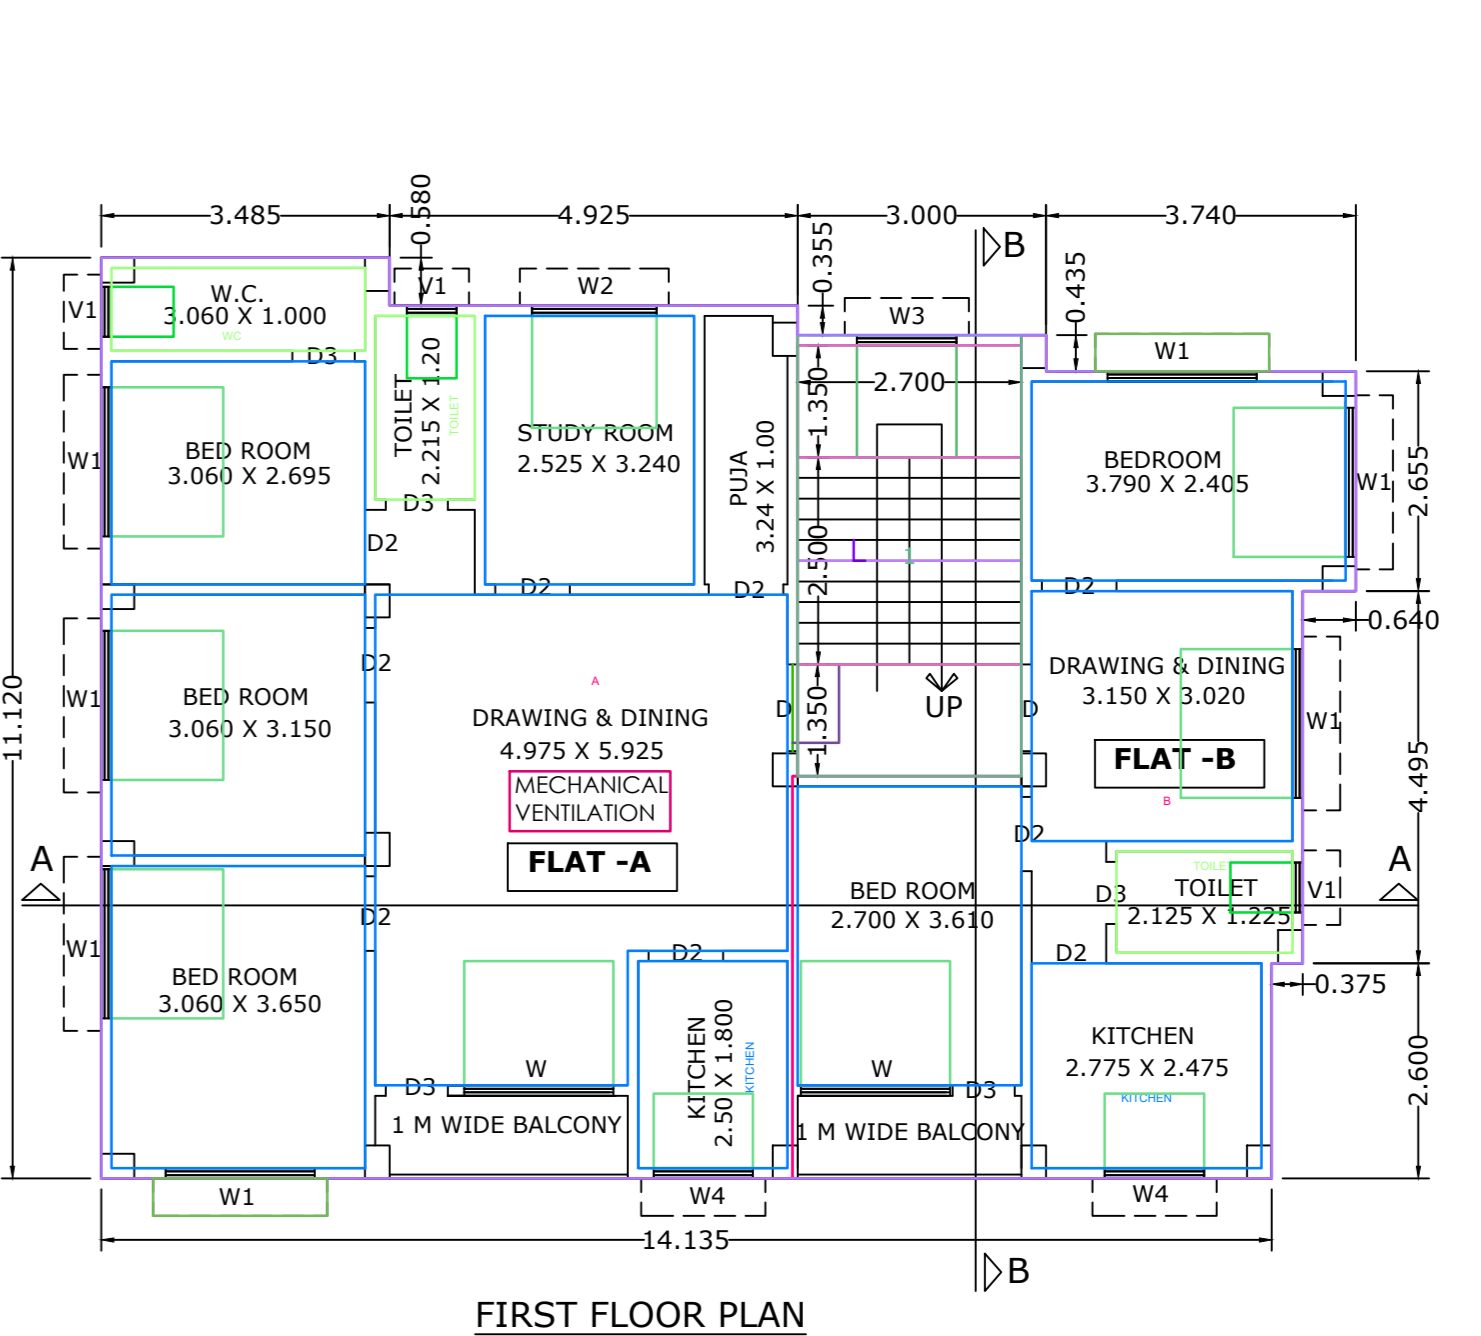 0.580
3.485
4.925
3.000
B
3.740
0.355
0.435
V1
W2
W3
W1
V1
W.C.
3.060 X 1.000
WC
D3
TOILET
2.215 X 1.20
TOILET
D3
STUDY ROOM
2.525 X 3.240
PUJA
3.24 X 1.00
1.350
2.700
W1
BED ROOM
3.060 X 2.695
BEDROOM
3.790 X 2.405
W1
2.655
D2
D2
D2
2.500
L
1
D2
0.640
D2
A
W1
BED ROOM
3.060 X 3.150
DRAWING & DINING
4.975 X 5.925
D
1.350
UP
D
DRAWING & DINING
3.150 X 3.020
W1
11.120
MECHANICAL
VENTILATION
FLAT -B
4.495
B
D2
A
FLAT -A
A
TOILE
TOILET
2.125 X 1.225
D3
V1
BED ROOM
2.700 X 3.610
D2
W1
D2
D2
BED ROOM
3.060 X 3.650
0.375
KITCHEN
2.50 X 1.800
KITCHEN
KITCHEN
2.775 X 2.475
KITCHEN
2.600
W
W
D3
D3
1 M WIDE BALCONY
1 M WIDE BALCONY
W1
W4
W4
14.135
B
FIRST FLOOR PLAN